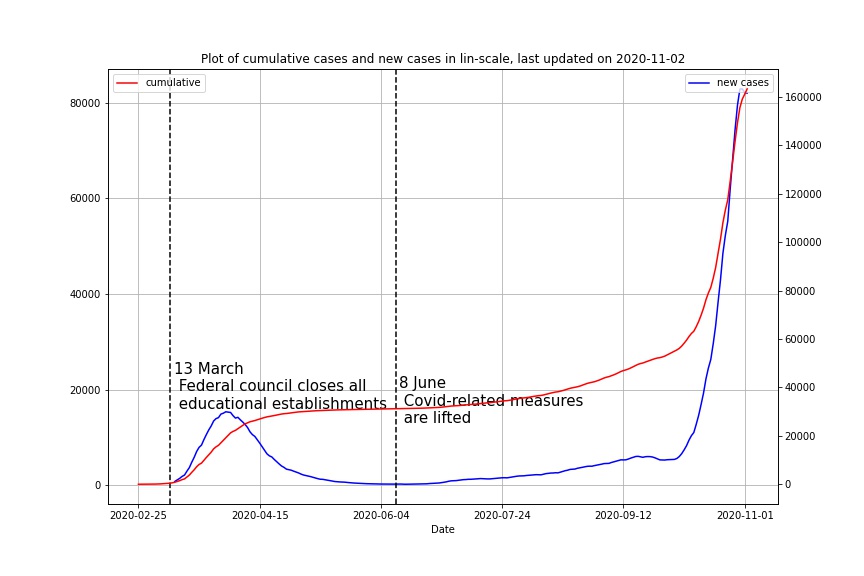 Plot of cumulative cases and new cases in lin-scale, last updated on 2020-11-02
cumulative
new cases
80000
60000
40000
20000
0
160000
140000
120000
100000
80000
60000
40000
20000
0
13 March
Federal council closes all
educational establishments
8 June
Covid-related measures
are lifted
2020-02-25
2020-04-15
2020-06-04
2020-07-24
2020-09-12
2020-11-01
Date